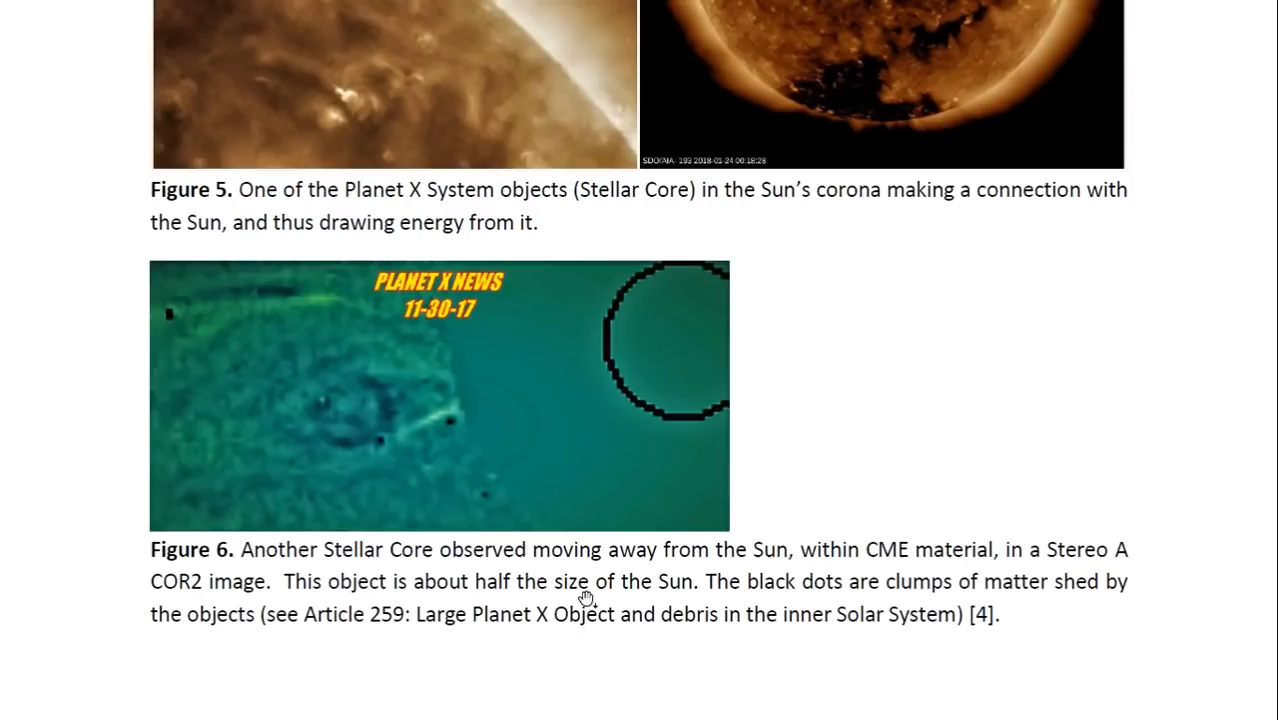 SDO/AIA- 193 2018-01-24 00:18:28
Figure 5. One of the Planet X System objects (Stellar Core) in the Sun’s corona making a connection with
the Sun, and thus drawing energy from it.
PLANET X NEWS
11-30-17
Figure 6. Another Stellar Core observed moving away from the Sun, within CME material, in a Stereo A
COR2 image. This object is about half the size of the Sun. The black dots are clumps of matter shed by
the objects (see Article 259: Large Planet X Object and debris in the inner Solar System) [4].